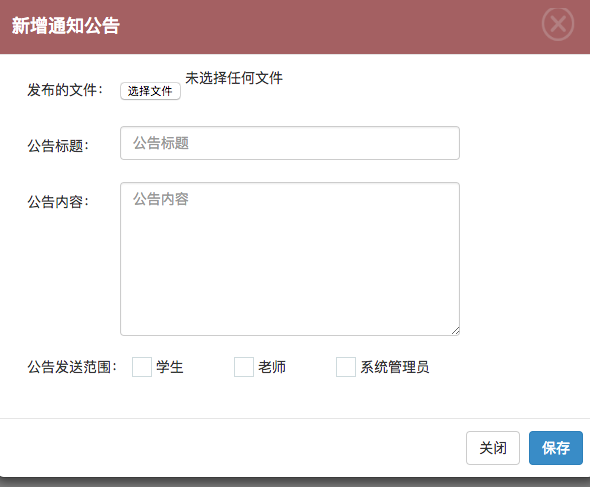 新增通知公告
发布的文件： 选择文件 未选择任何文件
公告标题： 公告标题
公告内容： 公告内容
公告发送范围： 学生 老师 系统管理员
关闭 保存